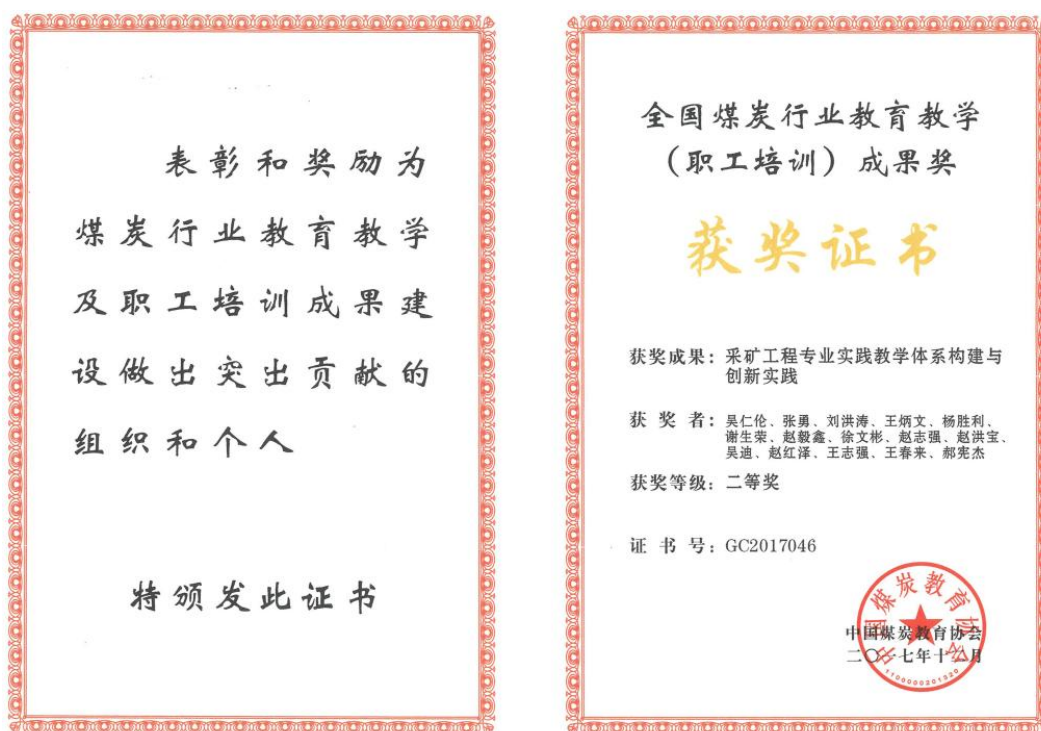 表彰和奖励为
煤炭行业教育教学
及职工培训成果建
设做出突出贡献的
组织和个人
特颁发此证书
全国煤炭行业教育教学
（职工培训）成果奖
获奖证书
获奖成果：采矿工程专业实践教学体系构建与
创新实践
获 奖 者：吴仁伦、张勇、刘洪涛、王炳文、杨胜利、
谢生荣、赵毅鑫、徐文彬、赵志强、赵洪宝、
吴迪、赵红泽、王志强、王春来、郝宪杰
获奖等级：二等奖
证 书 号：GC2017046
中国煤炭教育协会
中国煤炭教育协会
二〇一七年十二月